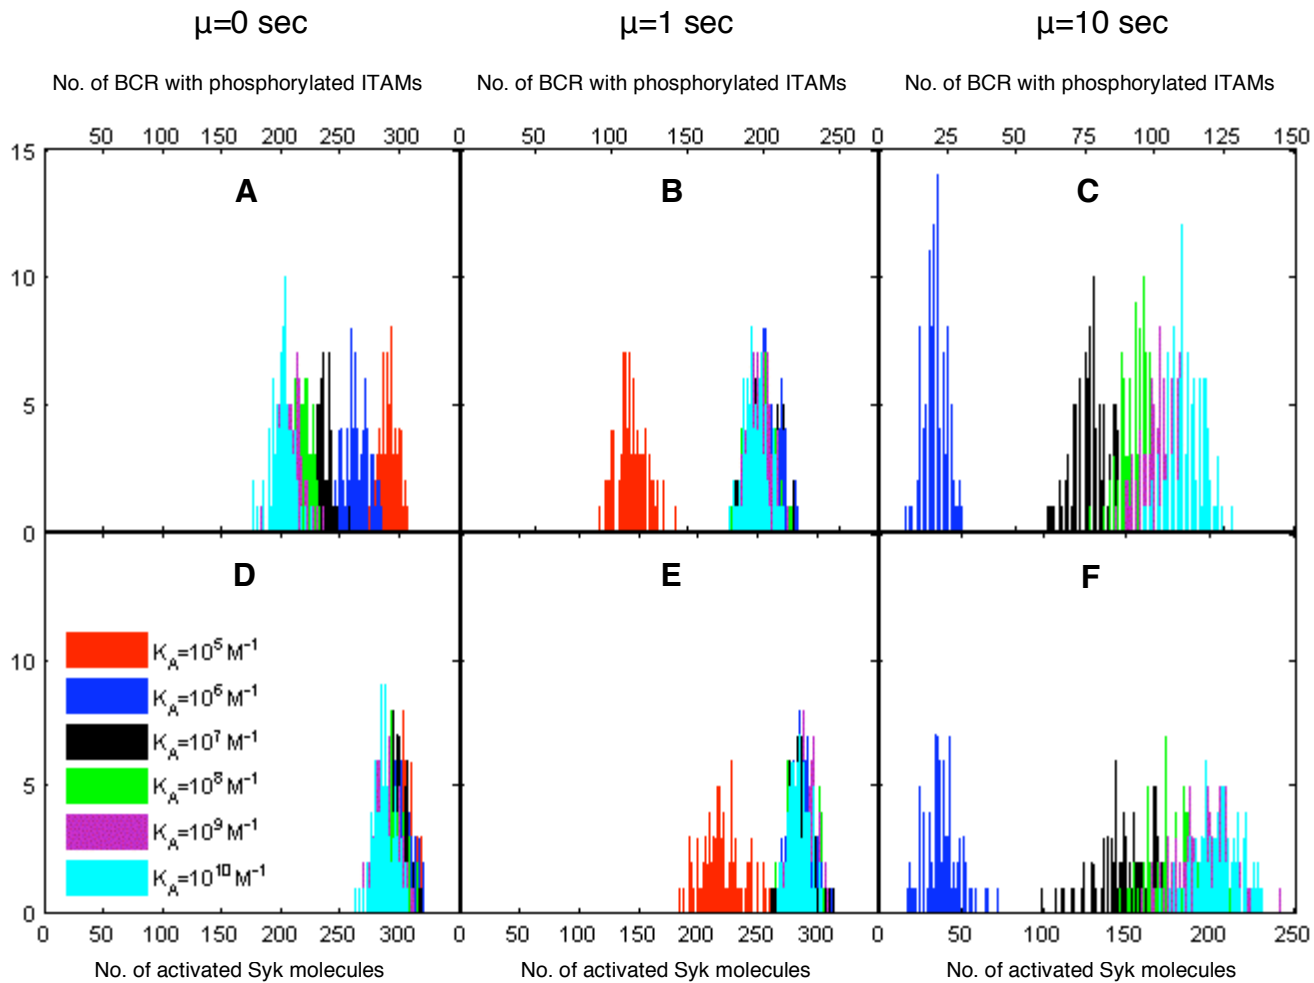 μ=0 sec μ=1 sec μ=10 sec
No. of BCR with phosphorylated ITAMs No. of BCR with phosphorylated ITAMs No. of BCR with phosphorylated ITAMs
50 100 150 200 250 300 0 50 100 150 200 250 0 25 50 75 100 125 150
15
A B C
10
5
0
D E F
K_A=10^5 M^-1
10
K_A=10^6 M^-1
K_A=10^7 M^-1
5
K_A=10^8 M^-1
K_A=10^9 M^-1
K_A=10^10 M^-1
0
0 50 100 150 200 250 300 0 50 100 150 200 250 300 0 50 100 150 200 250
No. of activated Syk molecules No. of activated Syk molecules No. of activated Syk molecules